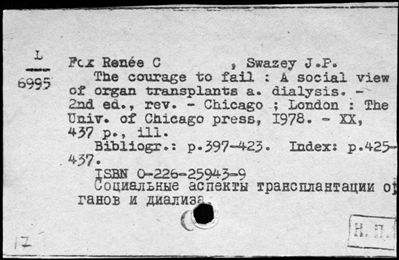 L
6995
Fox Renée C , Swazey J.P.
The courage to fail : A social view
of organ transplants a. dialysis. -
2nd ed., rev. - Chicago ; London : The
Univ. of Chicago press, 1978. - XX,
437 p., ill.
Bibliogr.: p.397-423. Index: p.425-
437.
ISBN 0-226-25943-9
Социальные аспекты трансплантации о
ганов и диализа.
Н. П.
17